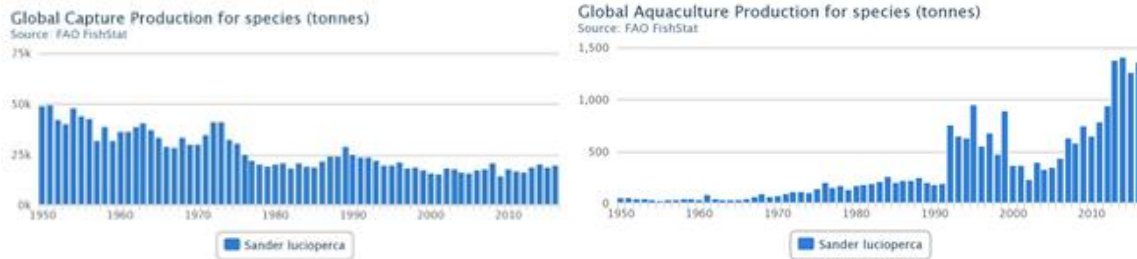 Global Capture Production for species (tonnes)
Source: FAO FishStat
75k
50k
25k
0k
1950 1960 1970 1980 1990 2000 2010
Sander lucioperca
Global Aquaculture Production for species (tonnes)
Source: FAO FishStat
1,500
1,000
500
0
1950 1960 1970 1980 1990 2000 2010
Sander lucioperca